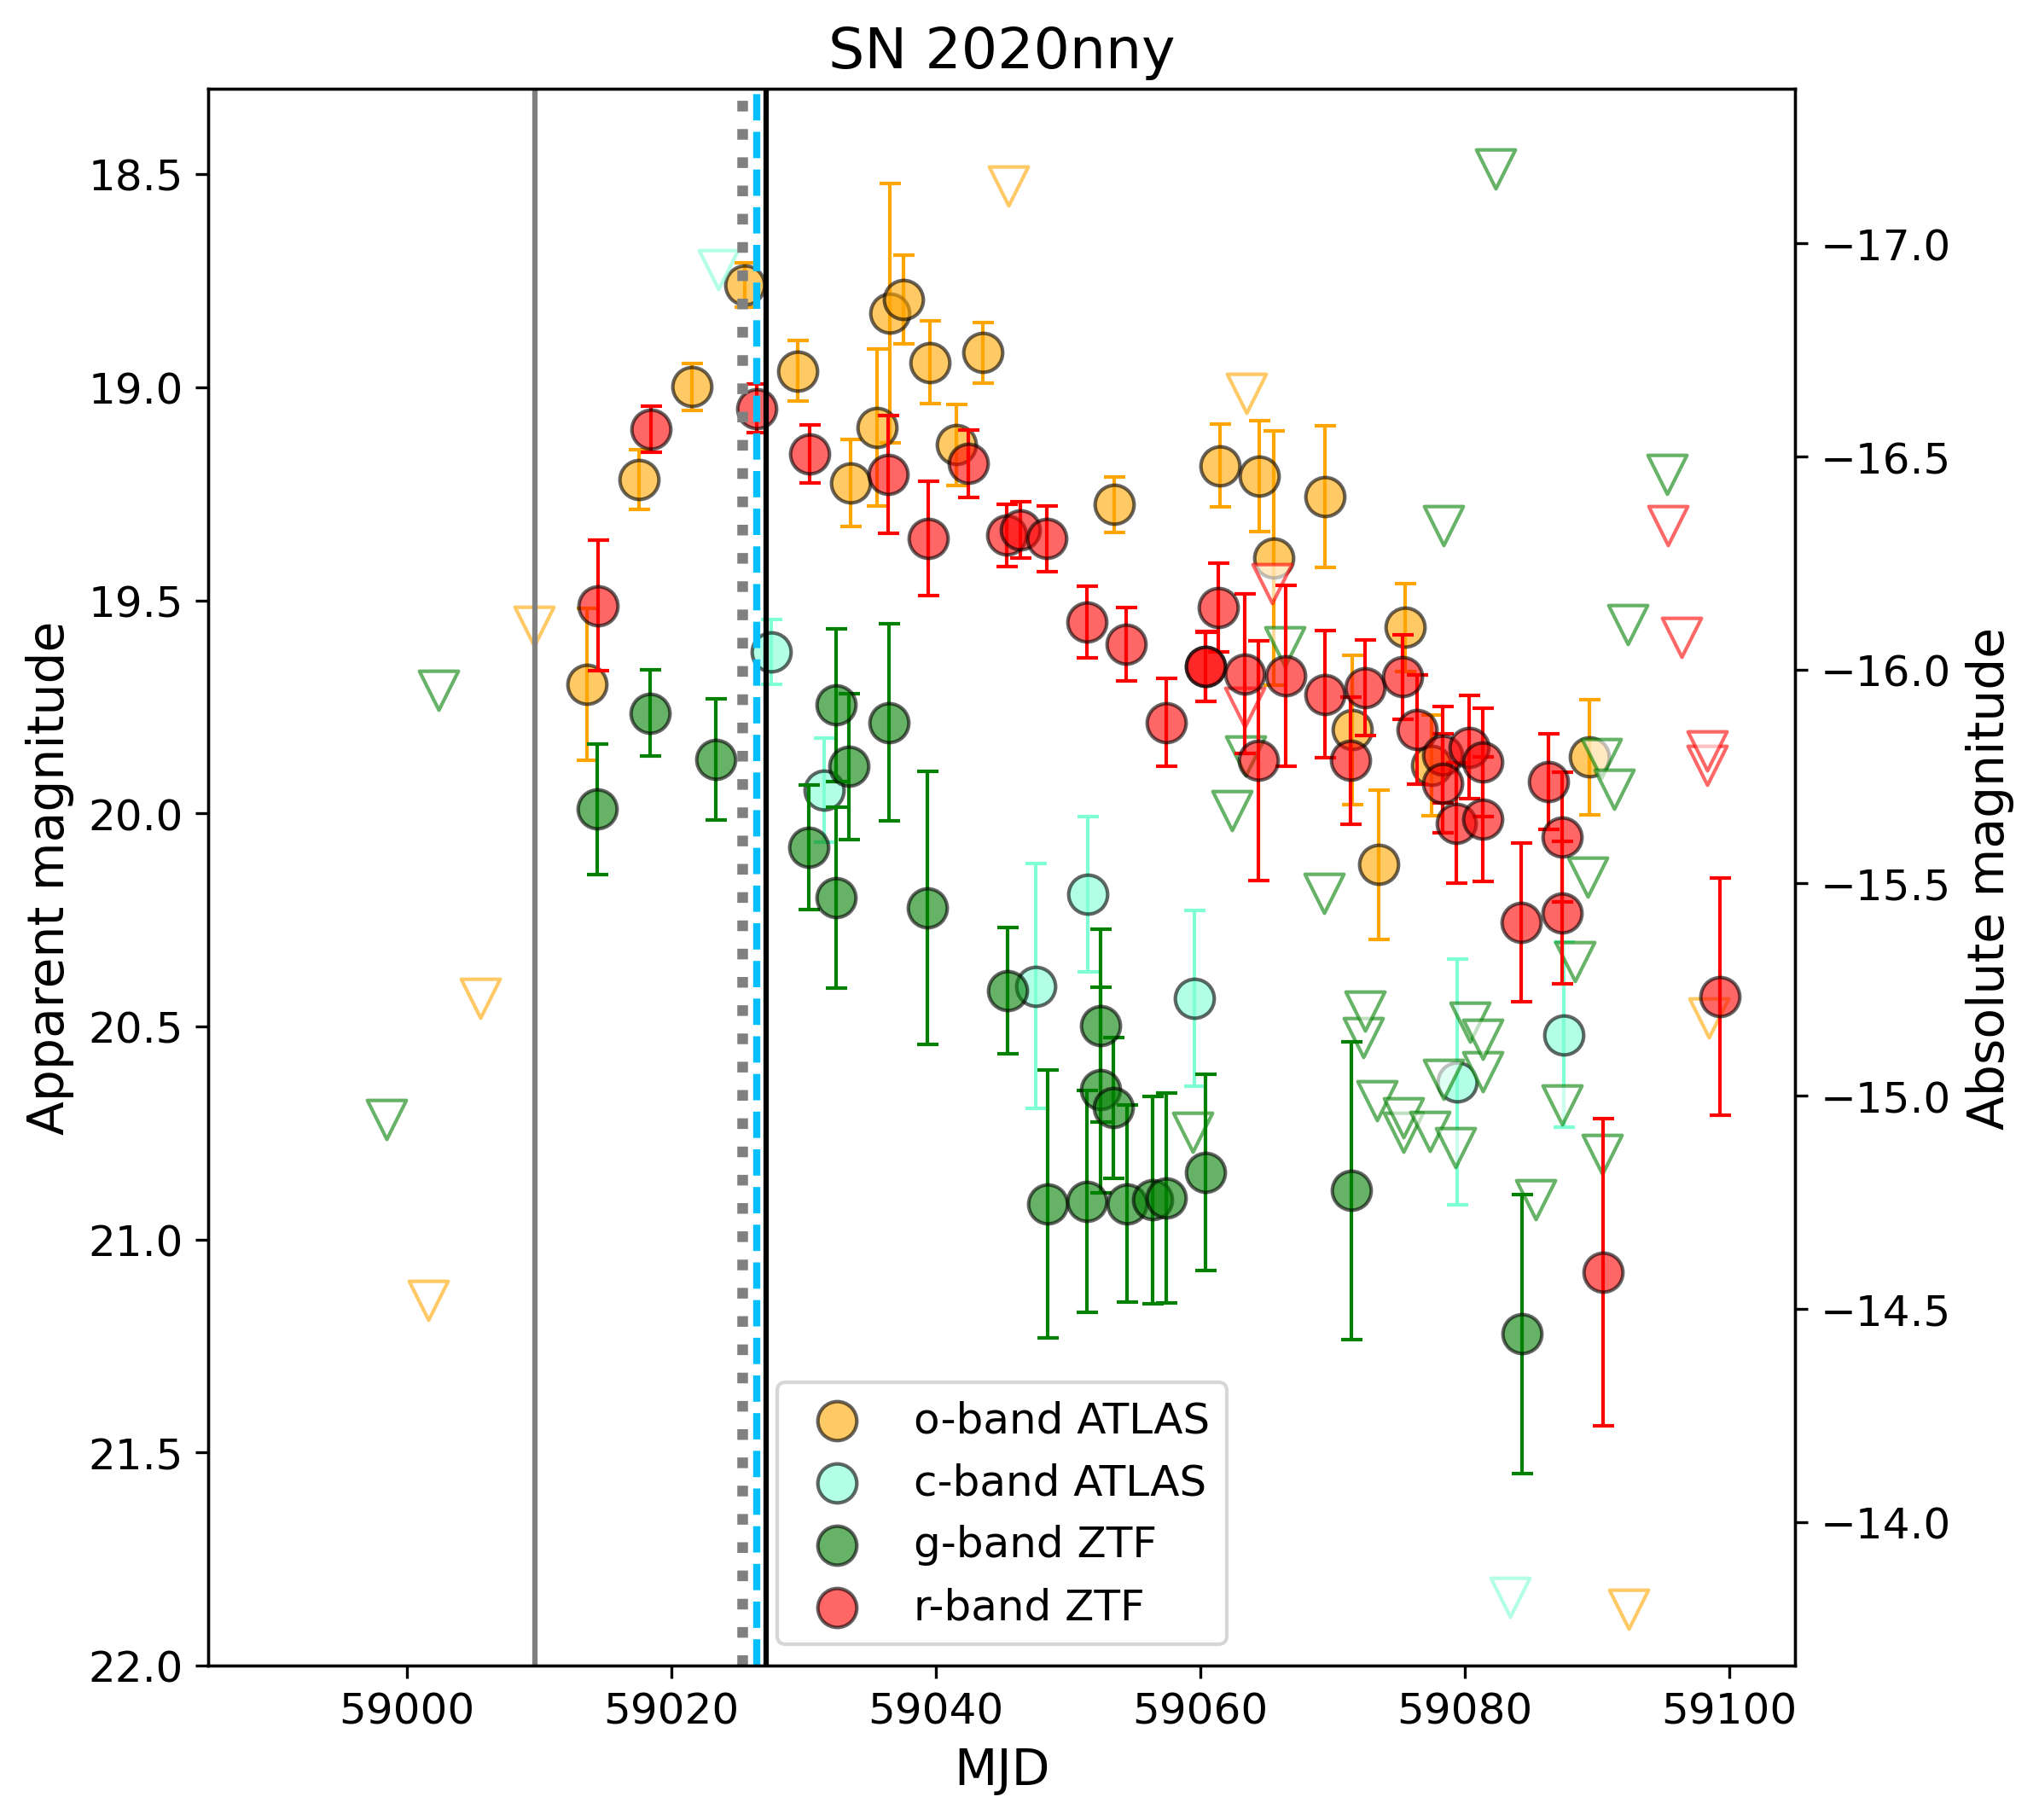 SN 2020nny
Apparent magnitude
18.5
19.0
19.5
20.0
20.5
21.0
21.5
22.0
−17.0
−16.5
−16.0
−15.5
−15.0
−14.5
−14.0
Absolute magnitude
o-band ATLAS
c-band ATLAS
g-band ZTF
r-band ZTF
59000 59020 59040 59060 59080 59100
MJD